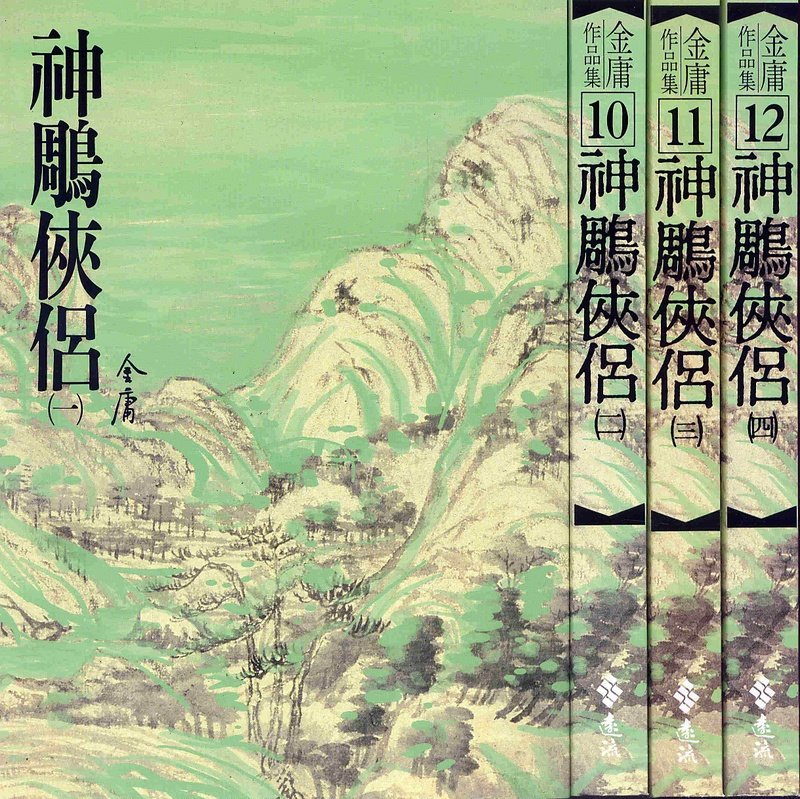 神鵰俠侶
(一)
金庸
金庸
作品集
10
神鵰俠侶
(二)
遠流
金庸
作品集
11
神鵰俠侶
(三)
遠流
金庸
作品集
12
神鵰俠侶
(四)
遠流